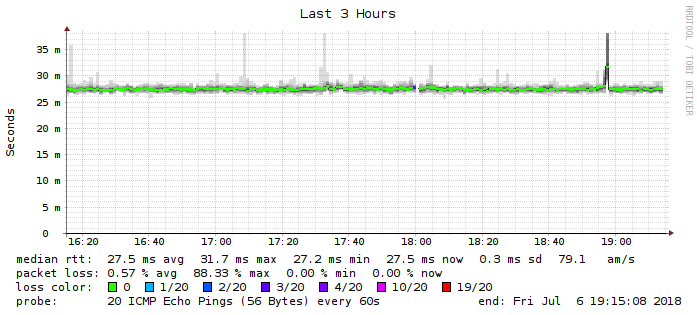 Last 3 Hours
RRDTOOL / TOBI OETIKER
Seconds
35 m
30 m
25 m
20 m
15 m
10 m
5 m
0
16:20 16:40 17:00 17:20 17:40 18:00 18:20 18:40 19:00
median rtt: 27.5 ms avg 31.7 ms max 27.2 ms min 27.5 ms now 0.3 ms sd 79.1 am/s
packet loss: 0.57 % avg 88.33 % max 0.00 % min 0.00 % now
loss color: 0 1/20 2/20 3/20 4/20 10/20 19/20
probe: 20 ICMP Echo Pings (56 Bytes) every 60s end: Fri Jul 6 19:15:08 2018